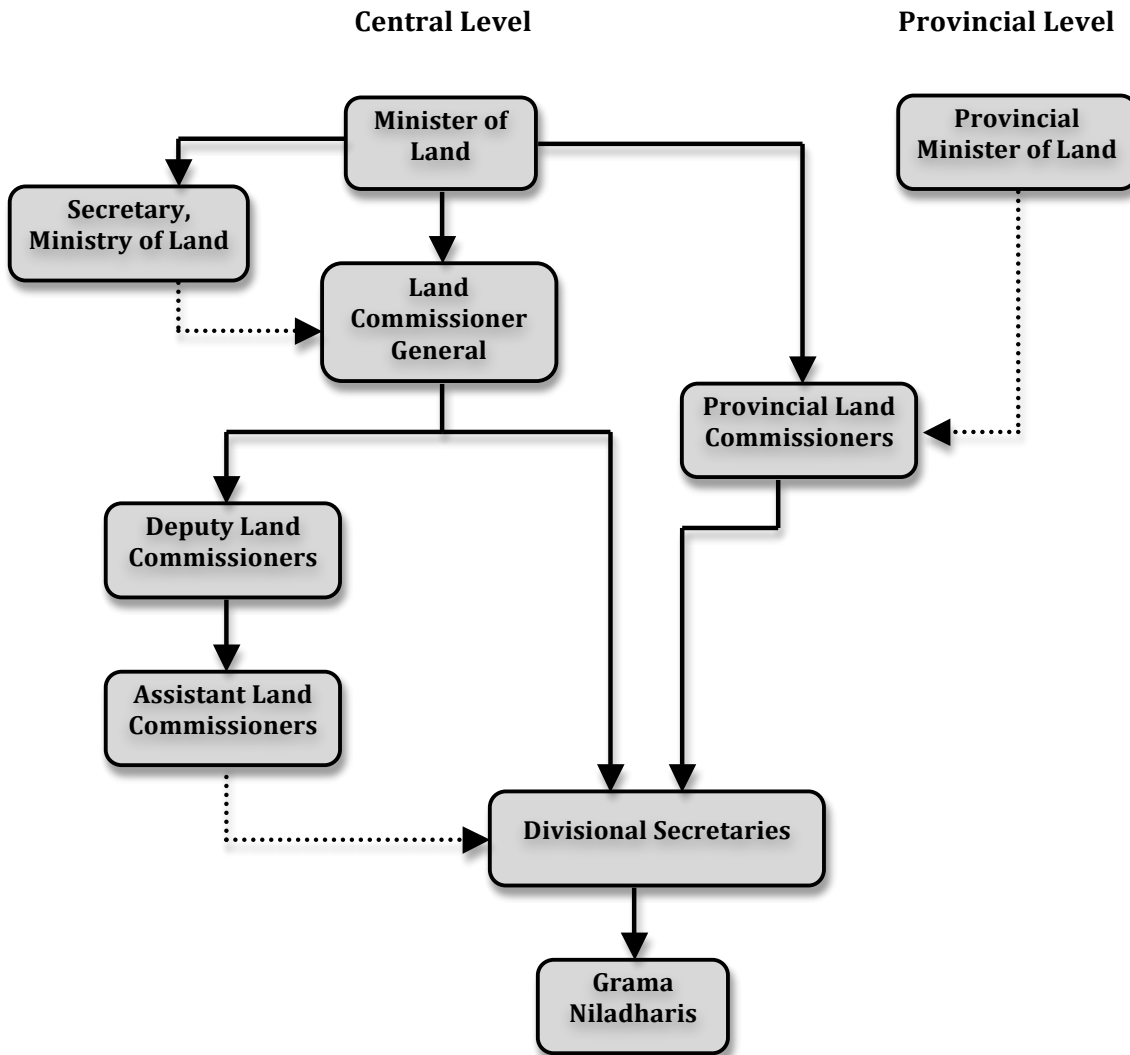 Central Level
Provincial Level
Minister of
Land
Provincial
Minister of Land
Secretary,
Ministry of Land
Land
Commissioner
General
Provincial Land
Commissioners
Deputy Land
Commissioners
Assistant Land
Commissioners
Divisional Secretaries
Grama
Niladharis